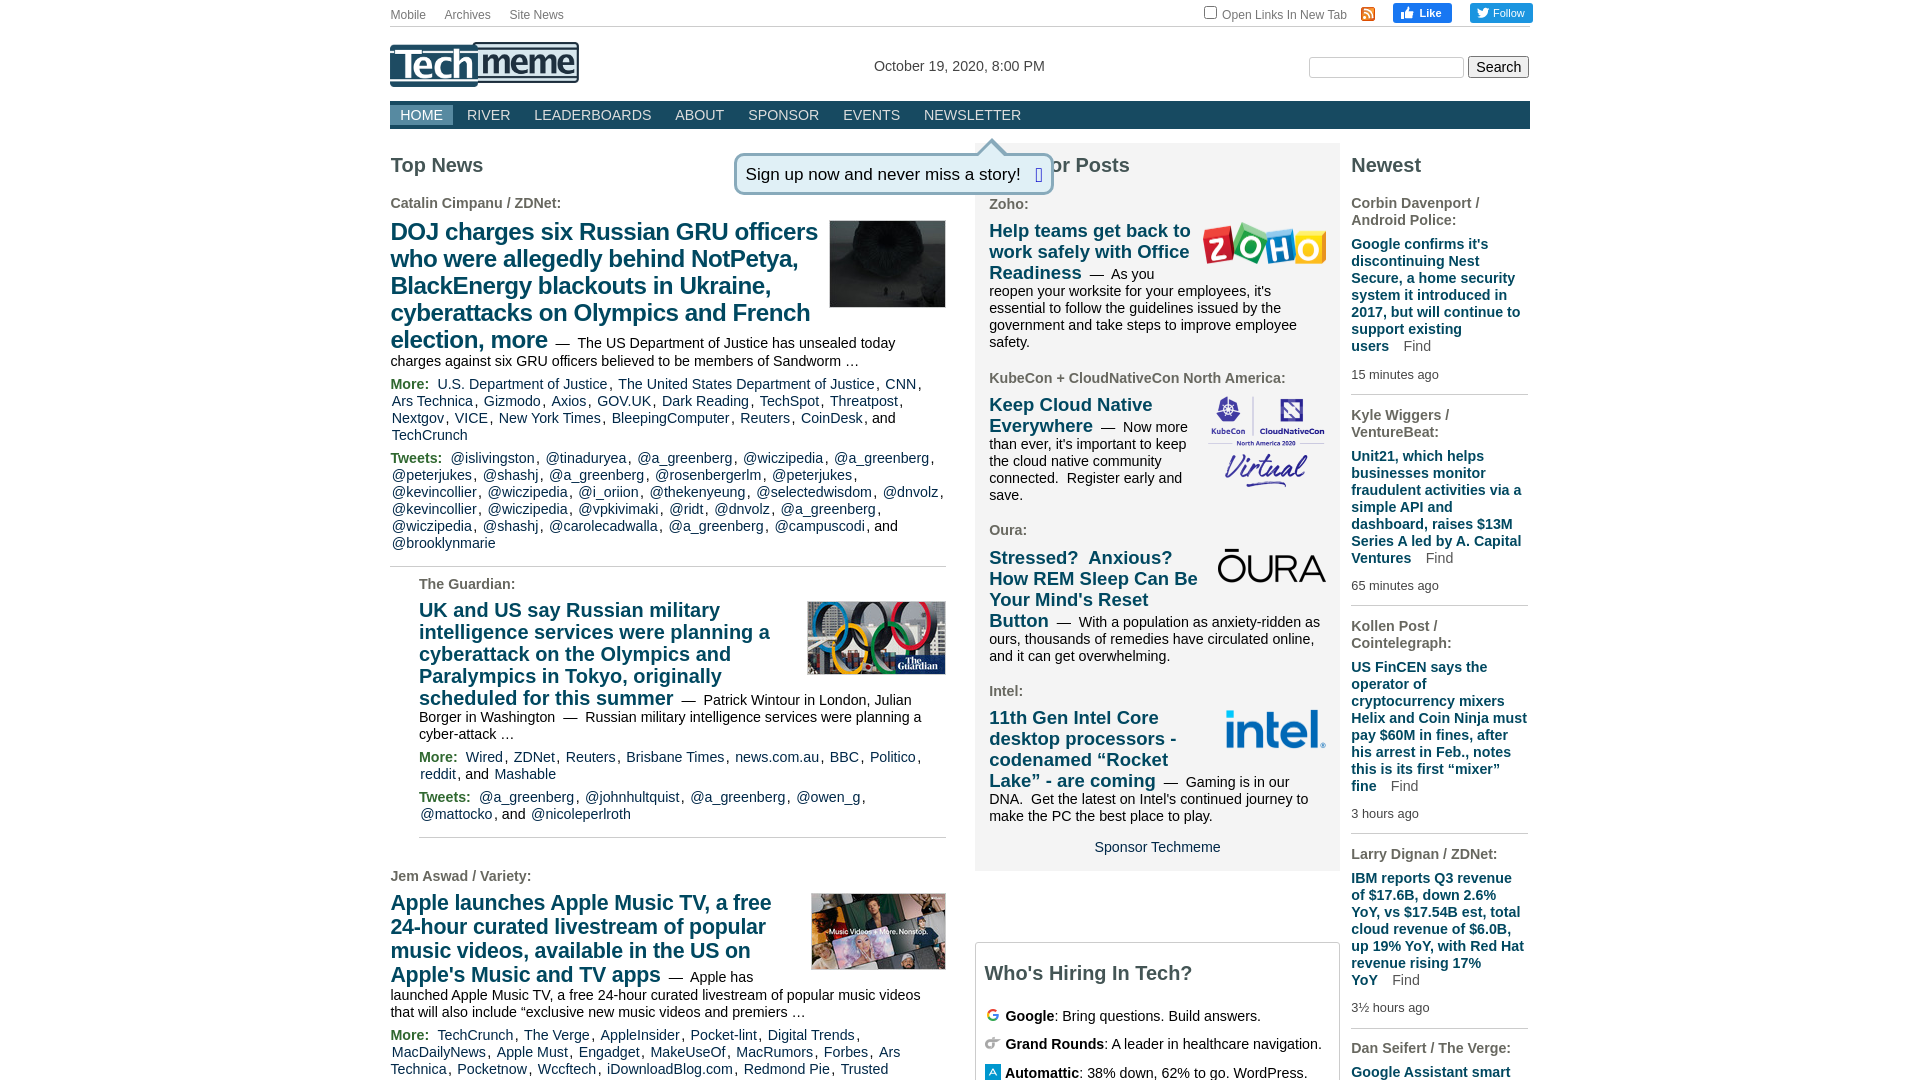 Mobile Archives Site News
Open Links In New Tab
Like
Follow
Techmeme
October 19, 2020, 8:00 PM
Search
HOME RIVER LEADERBOARDS ABOUT SPONSOR EVENTS NEWSLETTER
Sign up now and never miss a story!
Top News
Catalin Cimpanu / ZDNet:
DOJ charges six Russian GRU officers
who were allegedly behind NotPetya,
BlackEnergy blackouts in Ukraine,
cyberattacks on Olympics and French
election, more — The US Department of Justice has unsealed today
charges against six GRU officers believed to be members of Sandworm …
More: U.S. Department of Justice, The United States Department of Justice, CNN,
Ars Technica, Gizmodo, Axios, GOV.UK, Dark Reading, TechSpot, Threatpost,
Nextgov, VICE, New York Times, BleepingComputer, Reuters, CoinDesk, and
TechCrunch
Tweets: @islivingston, @tinaduryea, @a_greenberg, @wiczipedia, @a_greenberg,
@peterjukes, @shashj, @a_greenberg, @rosenbergerlm, @peterjukes,
@kevincollier, @wiczipedia, @i_oriion, @thekenyeung, @selectedwisdom, @dnvolz,
@kevincollier, @wiczipedia, @vpkivimaki, @ridt, @dnvolz, @a_greenberg,
@wiczipedia, @shashj, @carolecadwalla, @a_greenberg, @campuscodi, and
@brooklynmarie
The Guardian:
UK and US say Russian military
intelligence services were planning a
cyberattack on the Olympics and
Paralympics in Tokyo, originally
scheduled for this summer — Patrick Wintour in London, Julian
Borger in Washington — Russian military intelligence services were planning a
cyber-attack …
The Guardian
More: Wired, ZDNet, Reuters, Brisbane Times, news.com.au, BBC, Politico,
reddit, and Mashable
Tweets: @a_greenberg, @johnhultquist, @a_greenberg, @owen_g,
@mattocko, and @nicoleperlroth
Jem Aswad / Variety:
Apple launches Apple Music TV, a free
24-hour curated livestream of popular
music videos, available in the US on
Apple's Music and TV apps — Apple has
launched Apple Music TV, a free 24-hour curated livestream of popular music videos
that will also include “exclusive new music videos and premiers …
Music Videos + More. Nonstop.
More: TechCrunch, The Verge, AppleInsider, Pocket-lint, Digital Trends,
MacDailyNews, Apple Must, Engadget, MakeUseOf, MacRumors, Forbes, Ars
Technica, Pocketnow, Wccftech, iDownloadBlog.com, Redmond Pie, Trusted
or Posts
Zoho:
Help teams get back to
work safely with Office
Readiness — As you
reopen your worksite for your employees, it's
essential to follow the guidelines issued by the
government and take steps to improve employee
safety.
ZOHO
KubeCon + CloudNativeCon North America:
Keep Cloud Native
Everywhere — Now more
than ever, it's important to keep
the cloud native community
connected. Register early and
save.
KubeCon CloudNativeCon
North America 2020
Virtual
Oura:
Stressed? Anxious?
How REM Sleep Can Be
Your Mind's Reset
Button — With a population as anxiety-ridden as
ours, thousands of remedies have circulated online,
and it can get overwhelming.
ŌURA
Intel:
11th Gen Intel Core
desktop processors -
codenamed “Rocket
Lake” - are coming — Gaming is in our
DNA. Get the latest on Intel's continued journey to
make the PC the best place to play.
intel.
Sponsor Techmeme
Who's Hiring In Tech?
Google: Bring questions. Build answers.
Grand Rounds: A leader in healthcare navigation.
Automattic: 38% down, 62% to go. WordPress.
Newest
Corbin Davenport /
Android Police:
Google confirms it's
discontinuing Nest
Secure, a home security
system it introduced in
2017, but will continue to
support existing
users Find
15 minutes ago
Kyle Wiggers /
VentureBeat:
Unit21, which helps
businesses monitor
fraudulent activities via a
simple API and
dashboard, raises $13M
Series A led by A. Capital
Ventures Find
65 minutes ago
Kollen Post /
Cointelegraph:
US FinCEN says the
operator of
cryptocurrency mixers
Helix and Coin Ninja must
pay $60M in fines, after
his arrest in Feb., notes
this is its first “mixer”
fine Find
3 hours ago
Larry Dignan / ZDNet:
IBM reports Q3 revenue
of $17.6B, down 2.6%
YoY, vs $17.54B est, total
cloud revenue of $6.0B,
up 19% YoY, with Red Hat
revenue rising 17%
YoY Find
3½ hours ago
Dan Seifert / The Verge:
Google Assistant smart